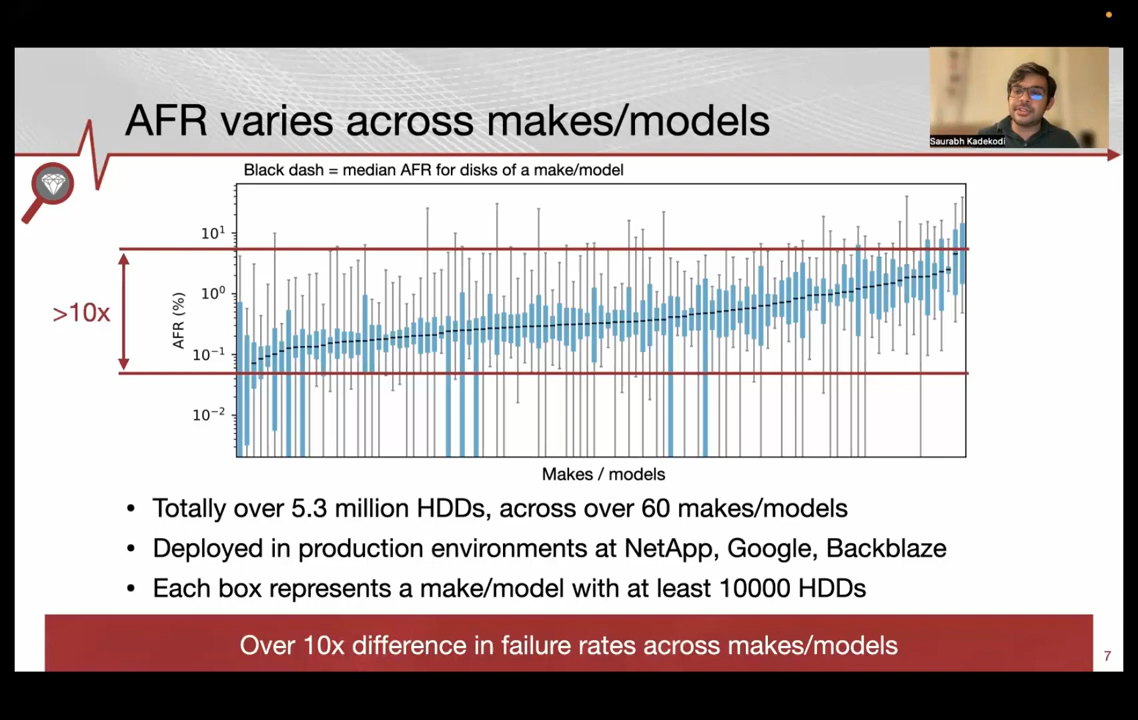 AFR varies across makes/models
Saurabh Kadekodi
Black dash = median AFR for disks of a make/model
10¹
10⁰
10⁻¹
10⁻²
AFR (%)
>10x
Makes / models
• Totally over 5.3 million HDDs, across over 60 makes/models
• Deployed in production environments at NetApp, Google, Backblaze
• Each box represents a make/model with at least 10000 HDDs
Over 10x difference in failure rates across makes/models
7